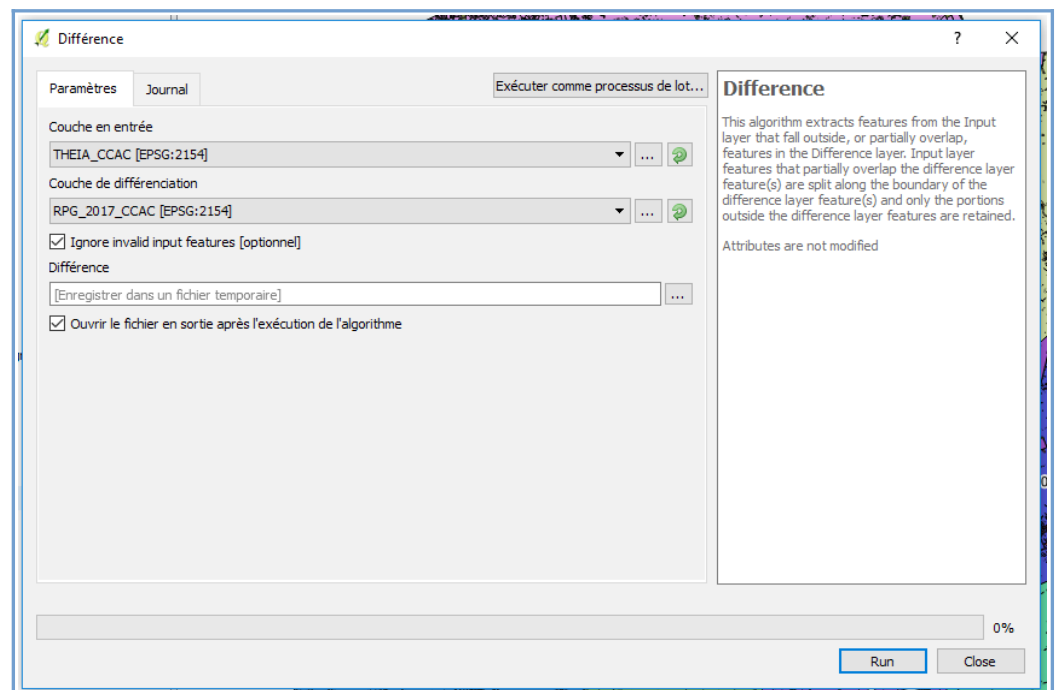 Différence
?
Paramètres
Journal
Exécuter comme processus de lot...
Couche en entrée
THEIA_CCAC [EPSG:2154]
...
Couche de différenciation
RPG_2017_CCAC [EPSG:2154]
...
Ignore invalid input features [optionnel]
Différence
[Enregistrer dans un fichier temporaire]
...
Ouvrir le fichier en sortie après l'exécution de l'algorithme
Difference
This algorithm extracts features from the Input
layer that fall outside, or partially overlap,
features in the Difference layer. Input layer
features that partially overlap the difference layer
feature(s) are split along the boundary of the
difference layer feature(s) and only the portions
outside the difference layer features are retained.
Attributes are not modified
0%
Run
Close